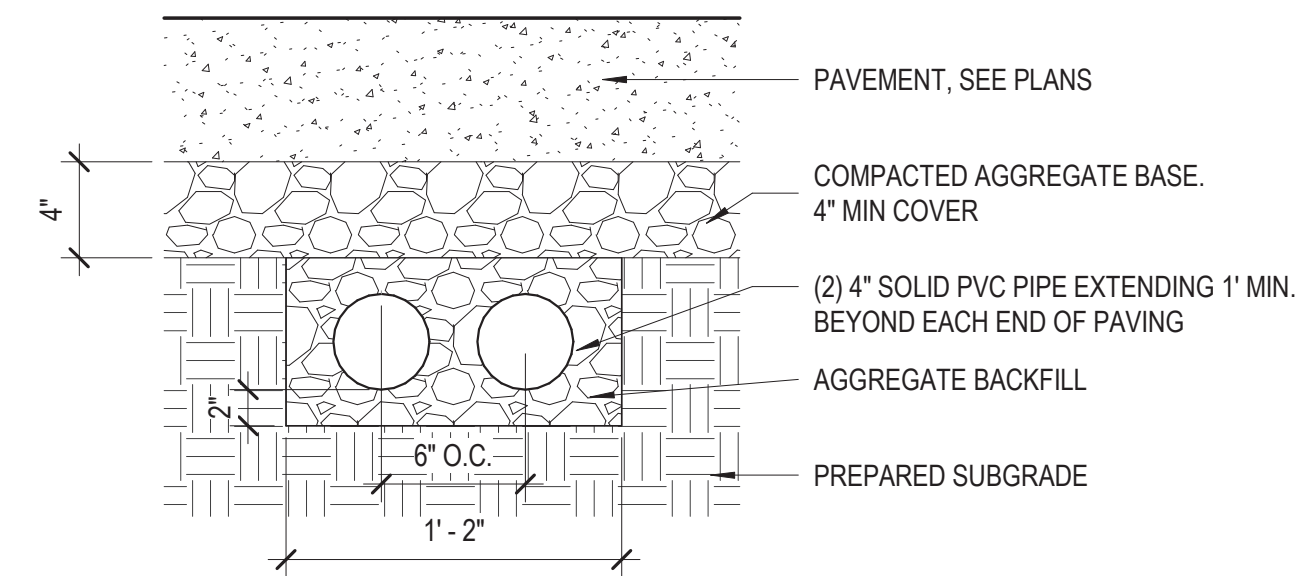 PAVEMENT, SEE PLANS
COMPACTED AGGREGATE BASE.
4" MIN COVER
4"
(2) 4" SOLID PVC PIPE EXTENDING 1' MIN.
BEYOND EACH END OF PAVING
AGGREGATE BACKFILL
2"
6" O.C.
PREPARED SUBGRADE
1' - 2"